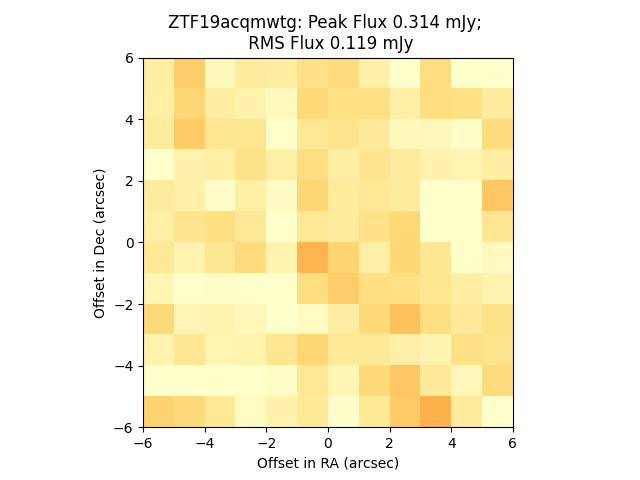 ZTF19acqmwtg: Peak Flux 0.314 mJy;
RMS Flux 0.119 mJy
6
4
2
0
−2
−4
−6
Offset in Dec (arcsec)
−6 −4 −2 0 2 4 6
Offset in RA (arcsec)